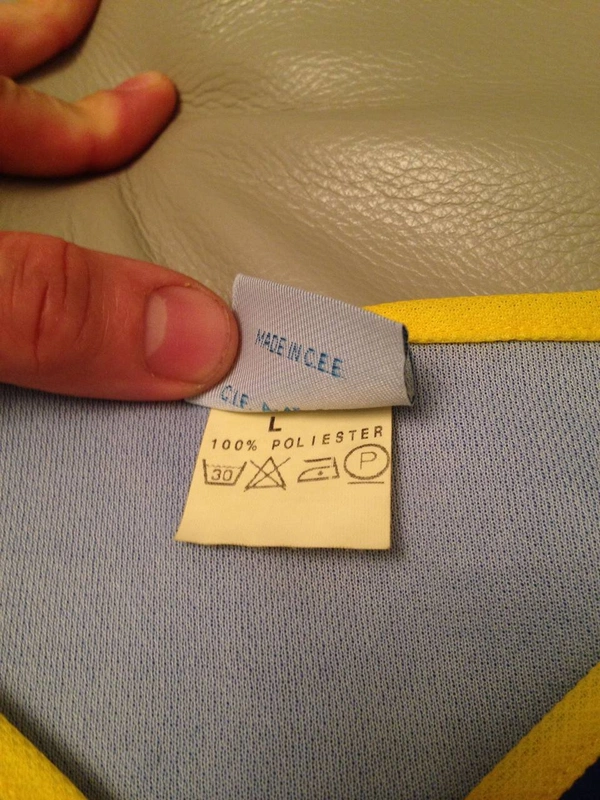 MADE IN C.E.E.
C.I.F.
L
100% POLIESTER
30 P